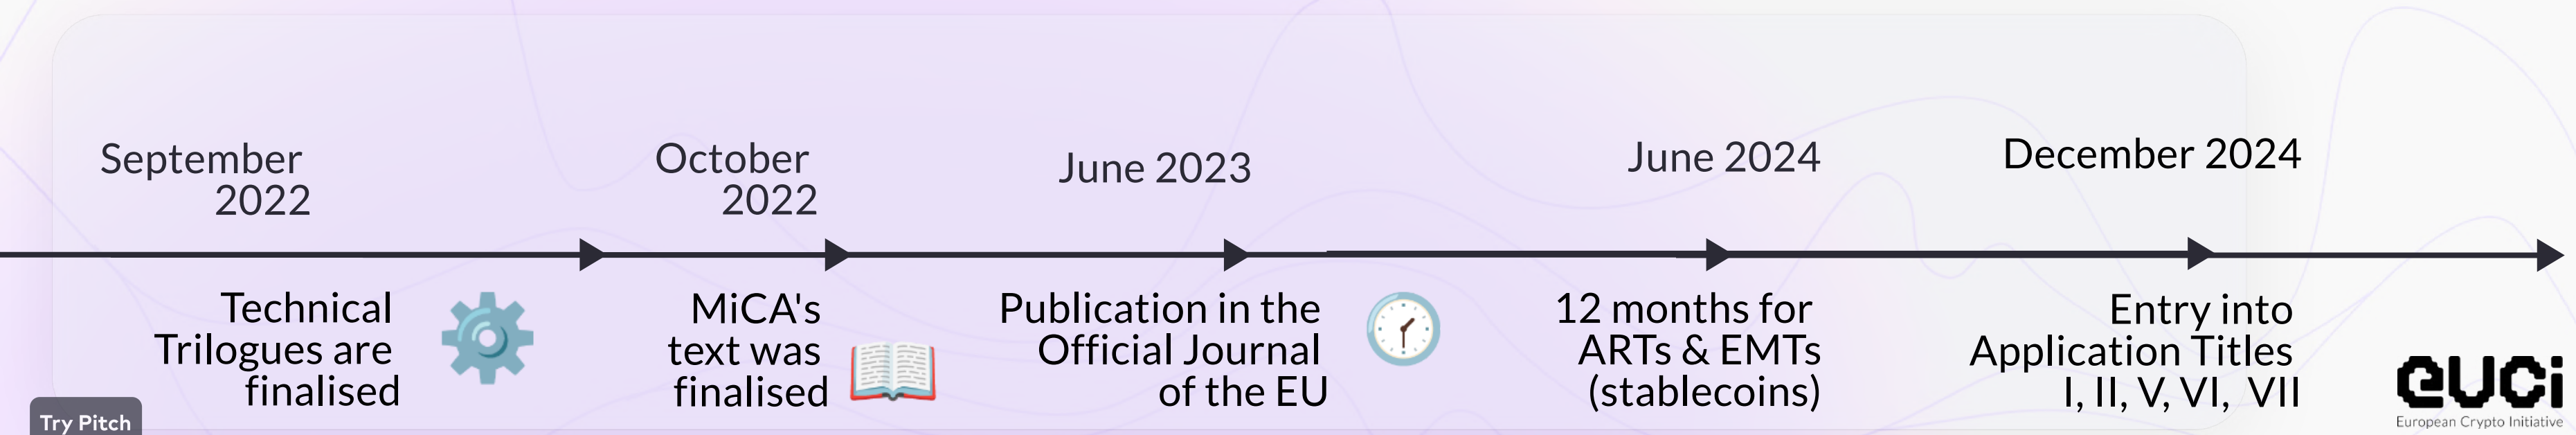 September
2022
October
2022
June 2023
June 2024
December 2024
Technical
Trilogues are
finalised
MiCA's
text was
finalised
Publication in the
Official Journal
of the EU
12 months for
ARTs & EMTs
(stablecoins)
Entry into
Application Titles
I, II, V, VI, VII
Try Pitch
eUCi
European Crypto Initiative